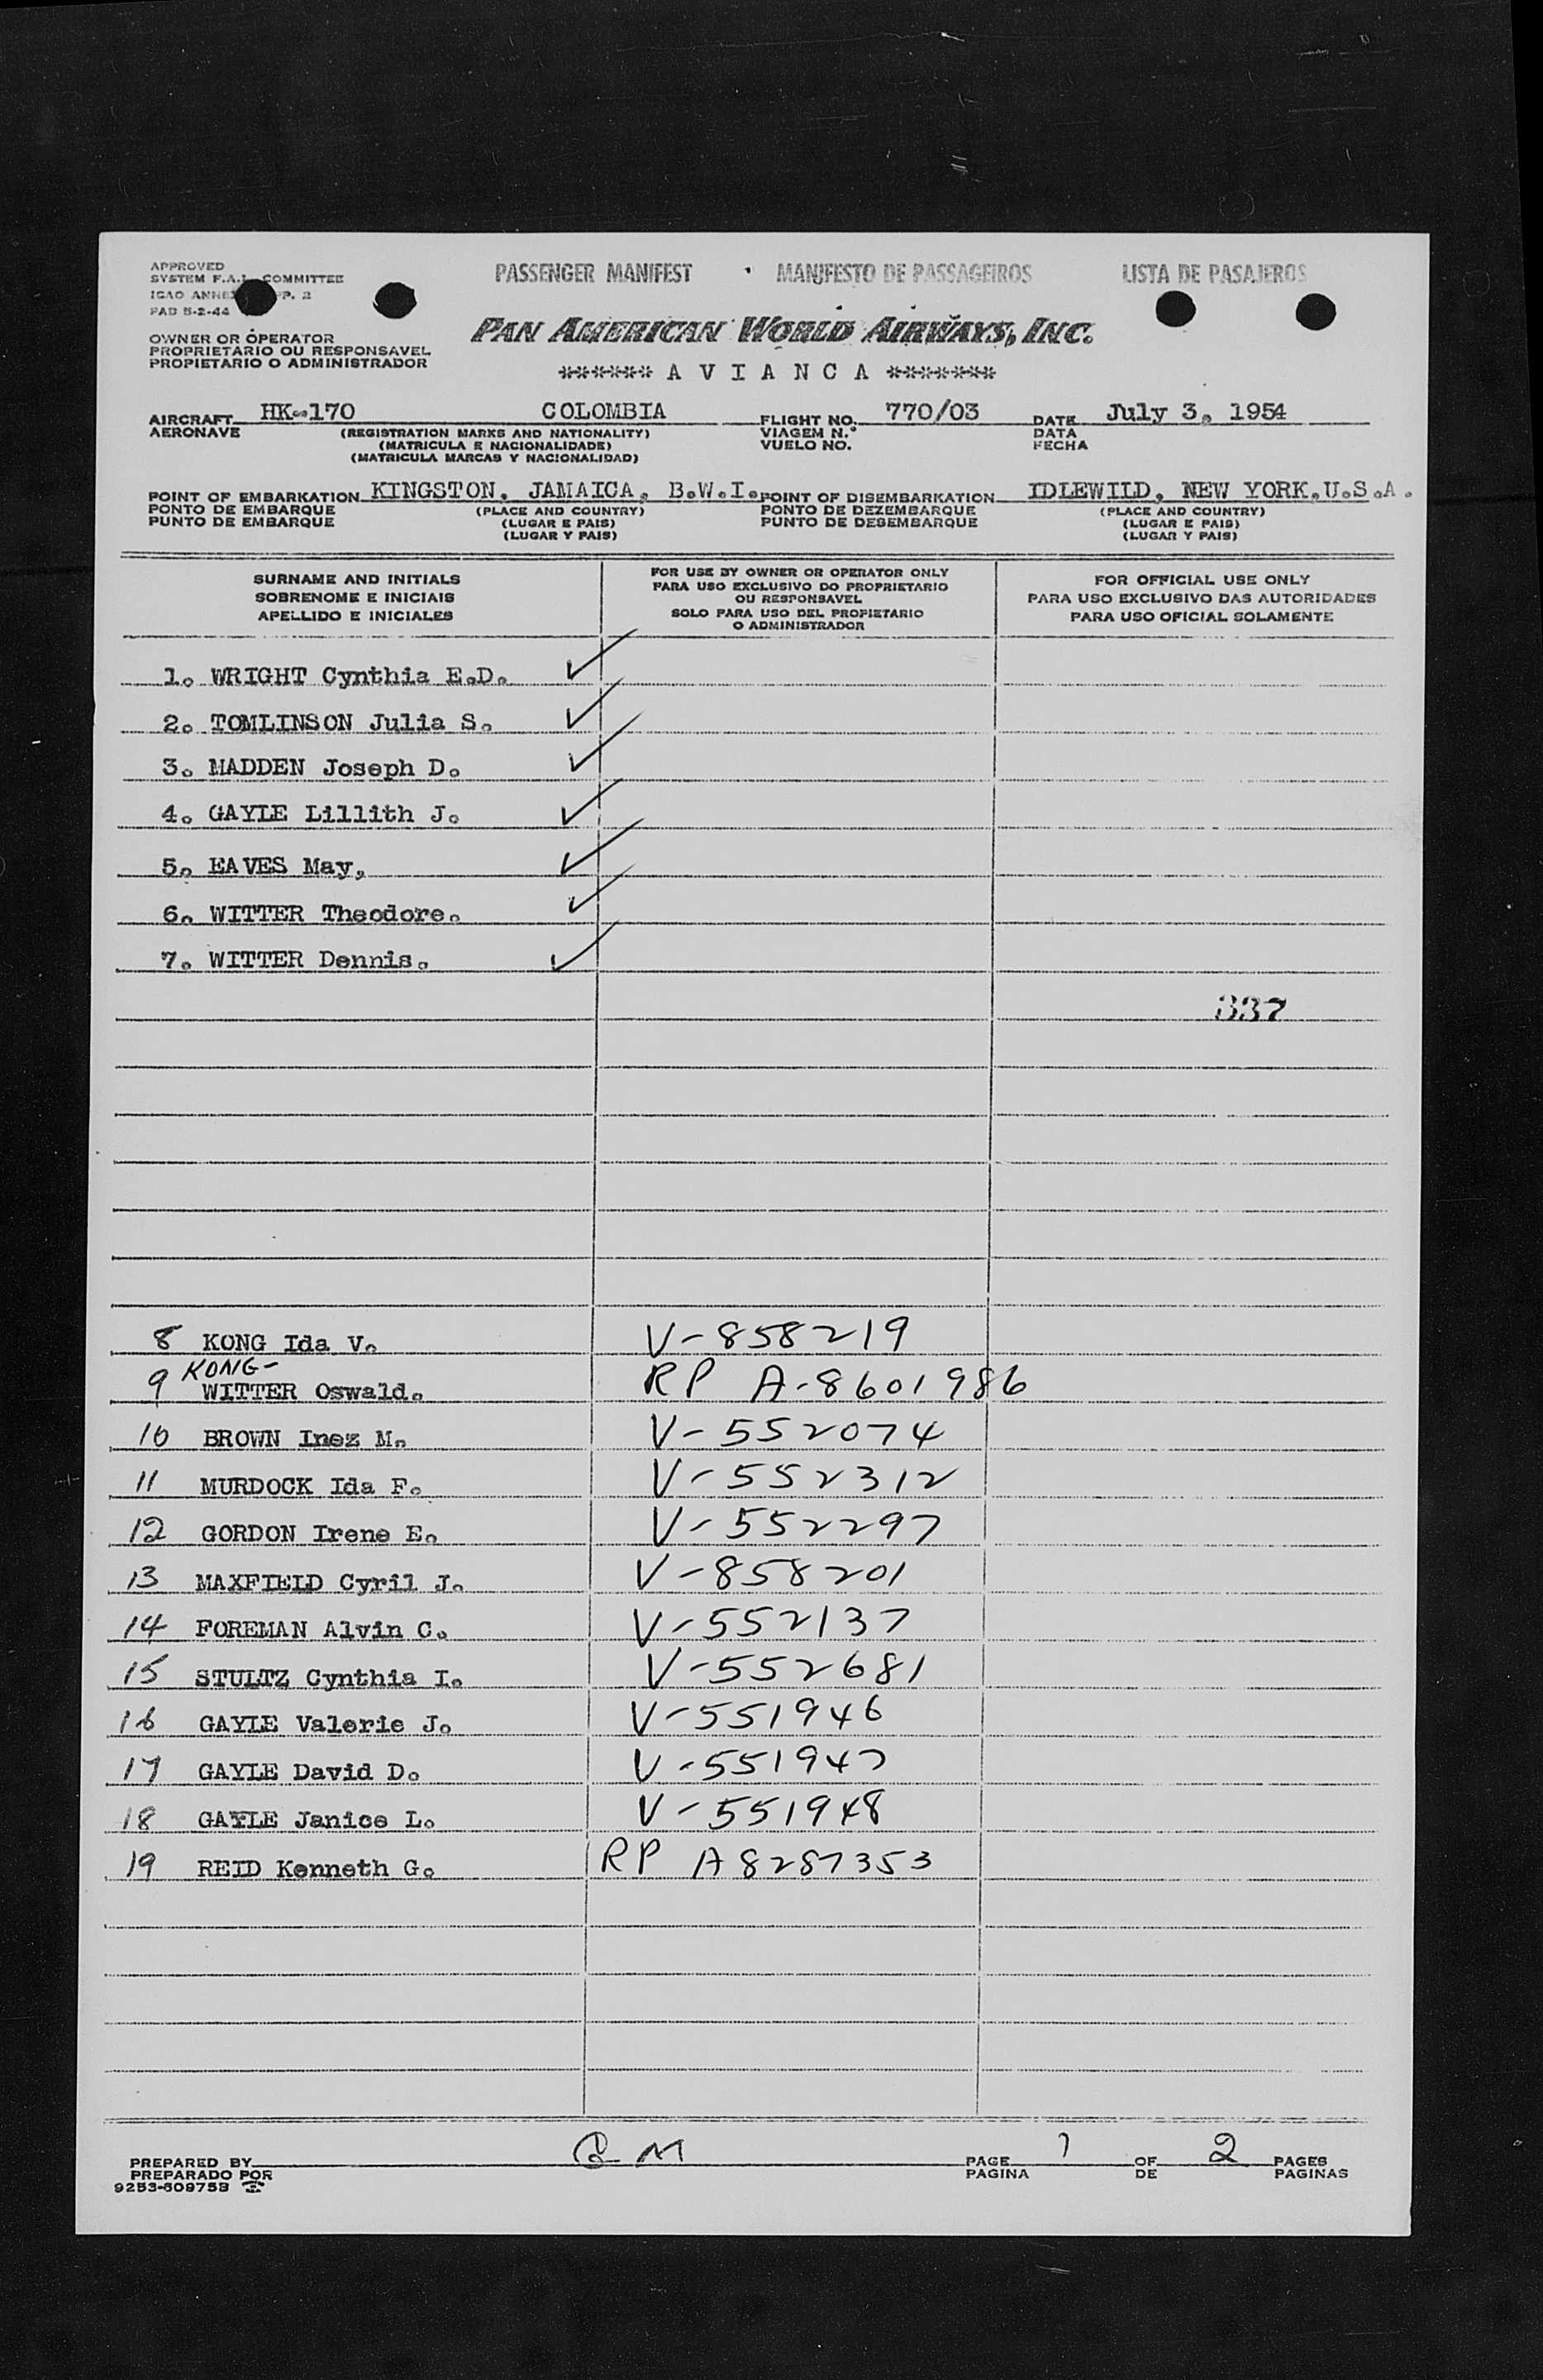 APPROVED
SYSTEM F.A.L. COMMITTEE
ICAO ANNEX P. 2
PAD 5-2-44
PASSENGER MANIFEST MANIFESTO DE PASSAGEIROS LISTA DE PASAJEROS
PAN AMERICAN WORLD AIRWAYS, INC.
OWNER OR OPERATOR
PROPRIETARIO OU RESPONSAVEL
PROPIETARIO O ADMINISTRADOR
****** A V I A N C A *******
AIRCRAFT HK-170 COLOMBIA FLIGHT NO. 770/03 DATE July 3, 1954
AERONAVE (REGISTRATION MARKS AND NATIONALITY) VIAGEM N.° DATA
(MATRICULA E NACIONALIDADE) VUELO NO. FECHA
(MATRICULA MARCAS Y NACIONALIDAD)
POINT OF EMBARKATION KINGSTON, JAMAICA, B.W.I. POINT OF DISEMBARKATION IDLEWILD, NEW YORK,U.S.A.
PONTO DE EMBARQUE (PLACE AND COUNTRY) PONTO DE DEZEMBARQUE (PLACE AND COUNTRY)
PUNTO DE EMBARQUE (LUGAR E PAIS) PUNTO DE DESEMBARQUE (LUGAR E PAIS)
(LUGAR Y PAIS) (LUGAR Y PAIS)
SURNAME AND INITIALS
SOBRENOME E INICIAIS
APELLIDO E INICIALES
FOR USE BY OWNER OR OPERATOR ONLY
PARA USO EXCLUSIVO DO PROPRIETARIO
OU RESPONSAVEL
SOLO PARA USO DEL PROPIETARIO
O ADMINISTRADOR
FOR OFFICIAL USE ONLY
PARA USO EXCLUSIVO DAS AUTORIDADES
PARA USO OFICIAL SOLAMENTE
1. WRIGHT Cynthia E.D. ✓
2. TOMLINSON Julia S. ✓
3. MADDEN Joseph D. ✓
4. GAYLE Lillith J. ✓
5. EAVES May, ✓
6. WITTER Theodore. ✓
7. WITTER Dennis. ✓
337
8 KONG Ida V. V-858219
KONG-
9 WITTER Oswald. RP A-8601986
10 BROWN Inez M. V-552074
11 MURDOCK Ida F. V-552312
12 GORDON Irene E. V-552297
13 MAXFIELD Cyril J. V-858201
14 FOREMAN Alvin C. V-552137
15 STULTZ Cynthia I. V-552681
16 GAYLE Valerie J. V-551946
17 GAYLE David D. V-551947
18 GAYLE Janice L. V-551948
19 REID Kenneth G. RP A8287353
PREPARED BY PAGE 1 OF 2 PAGES
PREPARADO POR PAGINA DE PAGINAS